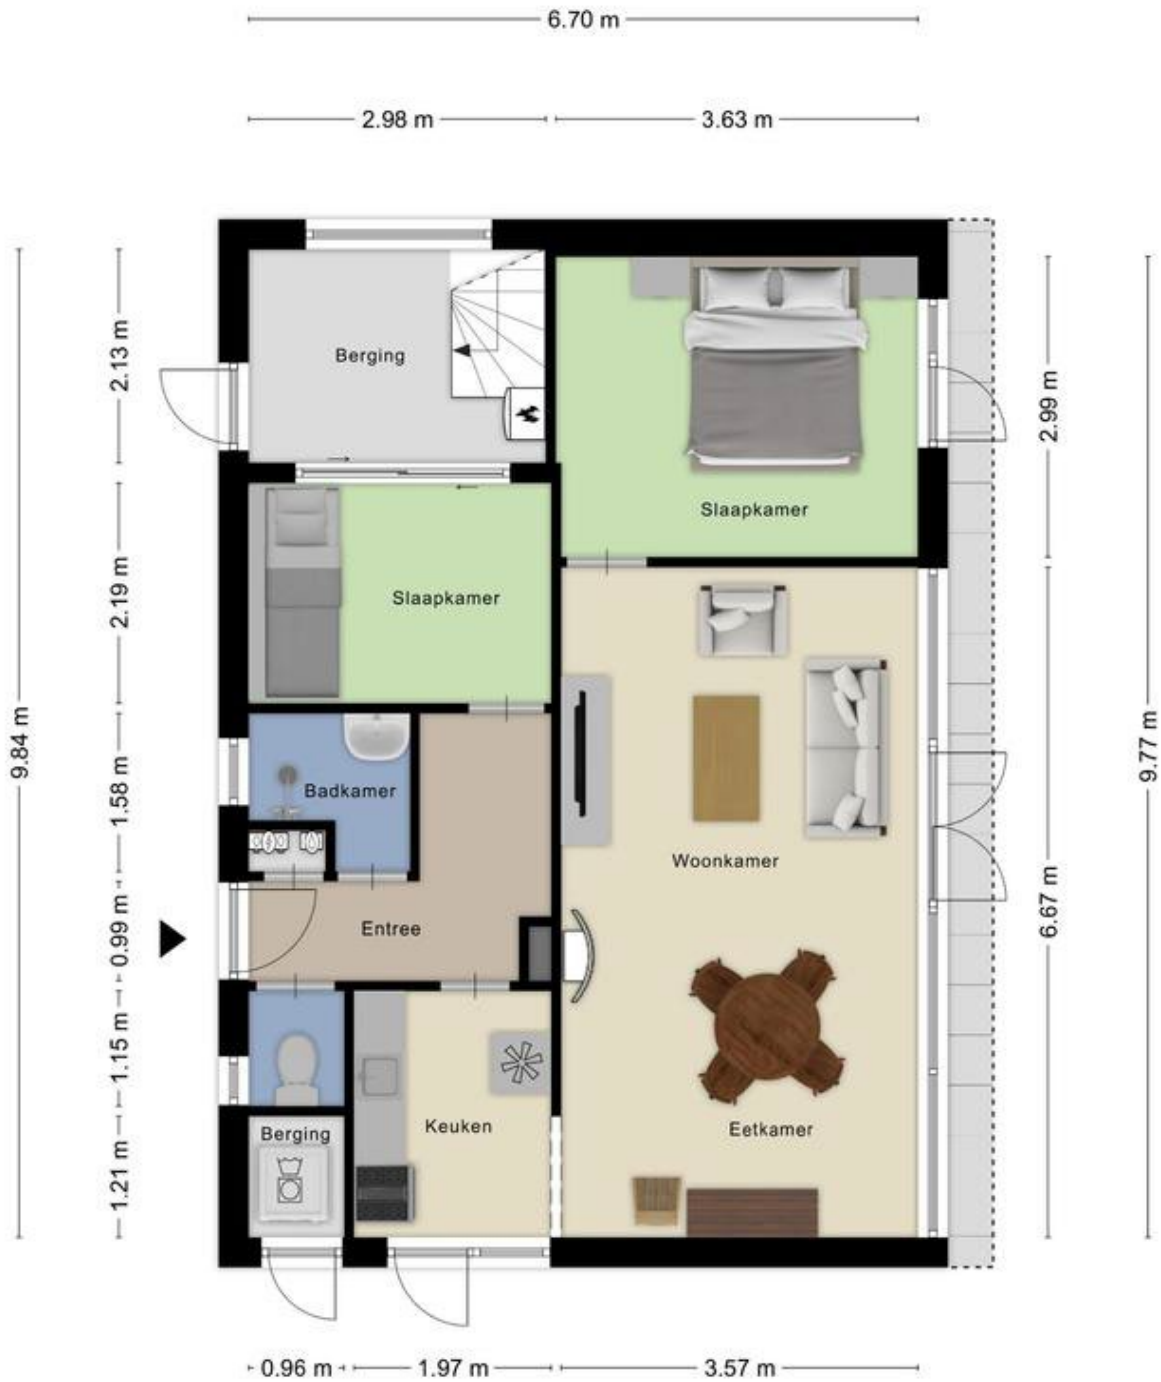 6.70 m
2.98 m
3.63 m
Berging
2.13 m
2.99 m
Slaapkamer
Slaapkamer
2.19 m
9.84 m
9.77 m
Badkamer
1.58 m
Woonkamer
6.67 m
0.99 m
Entree
1.15 m
Keuken
Eetkamer
Berging
1.21 m
0.96 m
1.97 m
3.57 m